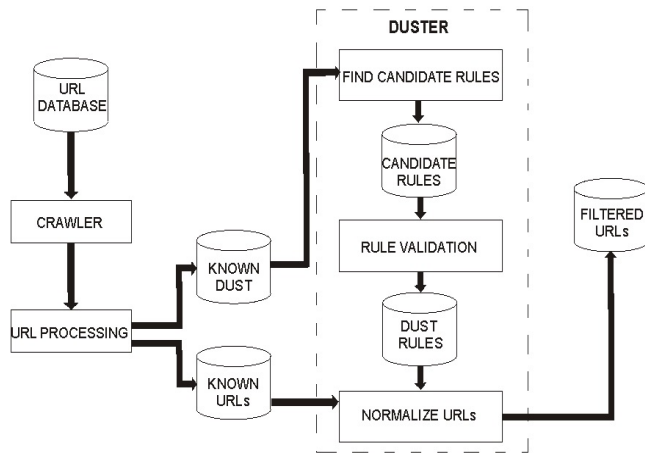 DUSTER
URL
DATABASE
FIND CANDIDATE RULES
CANDIDATE
RULES
CRAWLER
KNOWN
DUST
RULE VALIDATION
FILTERED
URLs
URL PROCESSING
DUST
RULES
KNOWN
URLs
NORMALIZE URLs